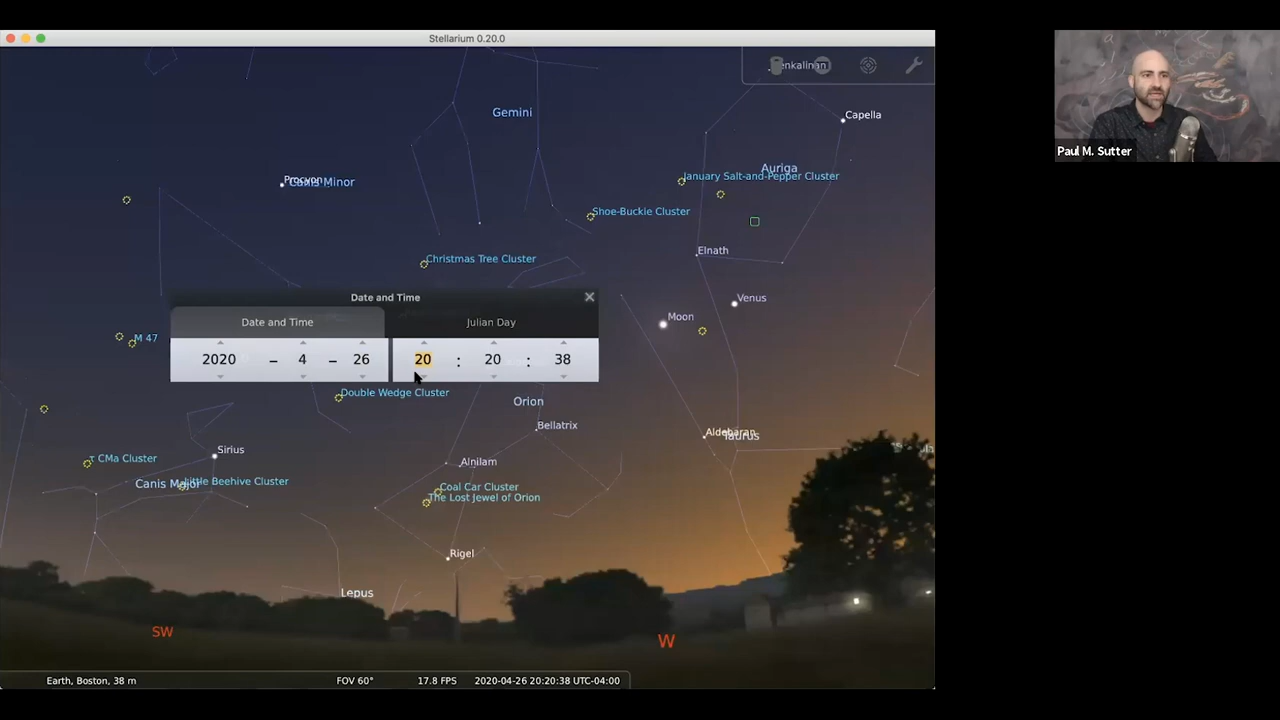 Stellarium 0.20.0
enkalinan
Capella
Gemini
Auriga
January Salt-and-Pepper Cluster
Procyon
Canis Minor
Shoe-Buckle Cluster
Elnath
Christmas Tree Cluster
Venus
Moon
Date and Time
Date and Time
Julian Day
M 47
2020 – 4 – 26
20 : 20 : 38
Double Wedge Cluster
Orion
Bellatrix
Aldebaran
Taurus
Sirius
τ CMa Cluster
Alnilam
Canis Major
Little Beehive Cluster
Coal Car Cluster
The Lost Jewel of Orion
Rigel
Lepus
SW
W
Earth, Boston, 38 m
FOV 60°
17.8 FPS
2020-04-26 20:20:38 UTC-04:00
Paul M. Sutter